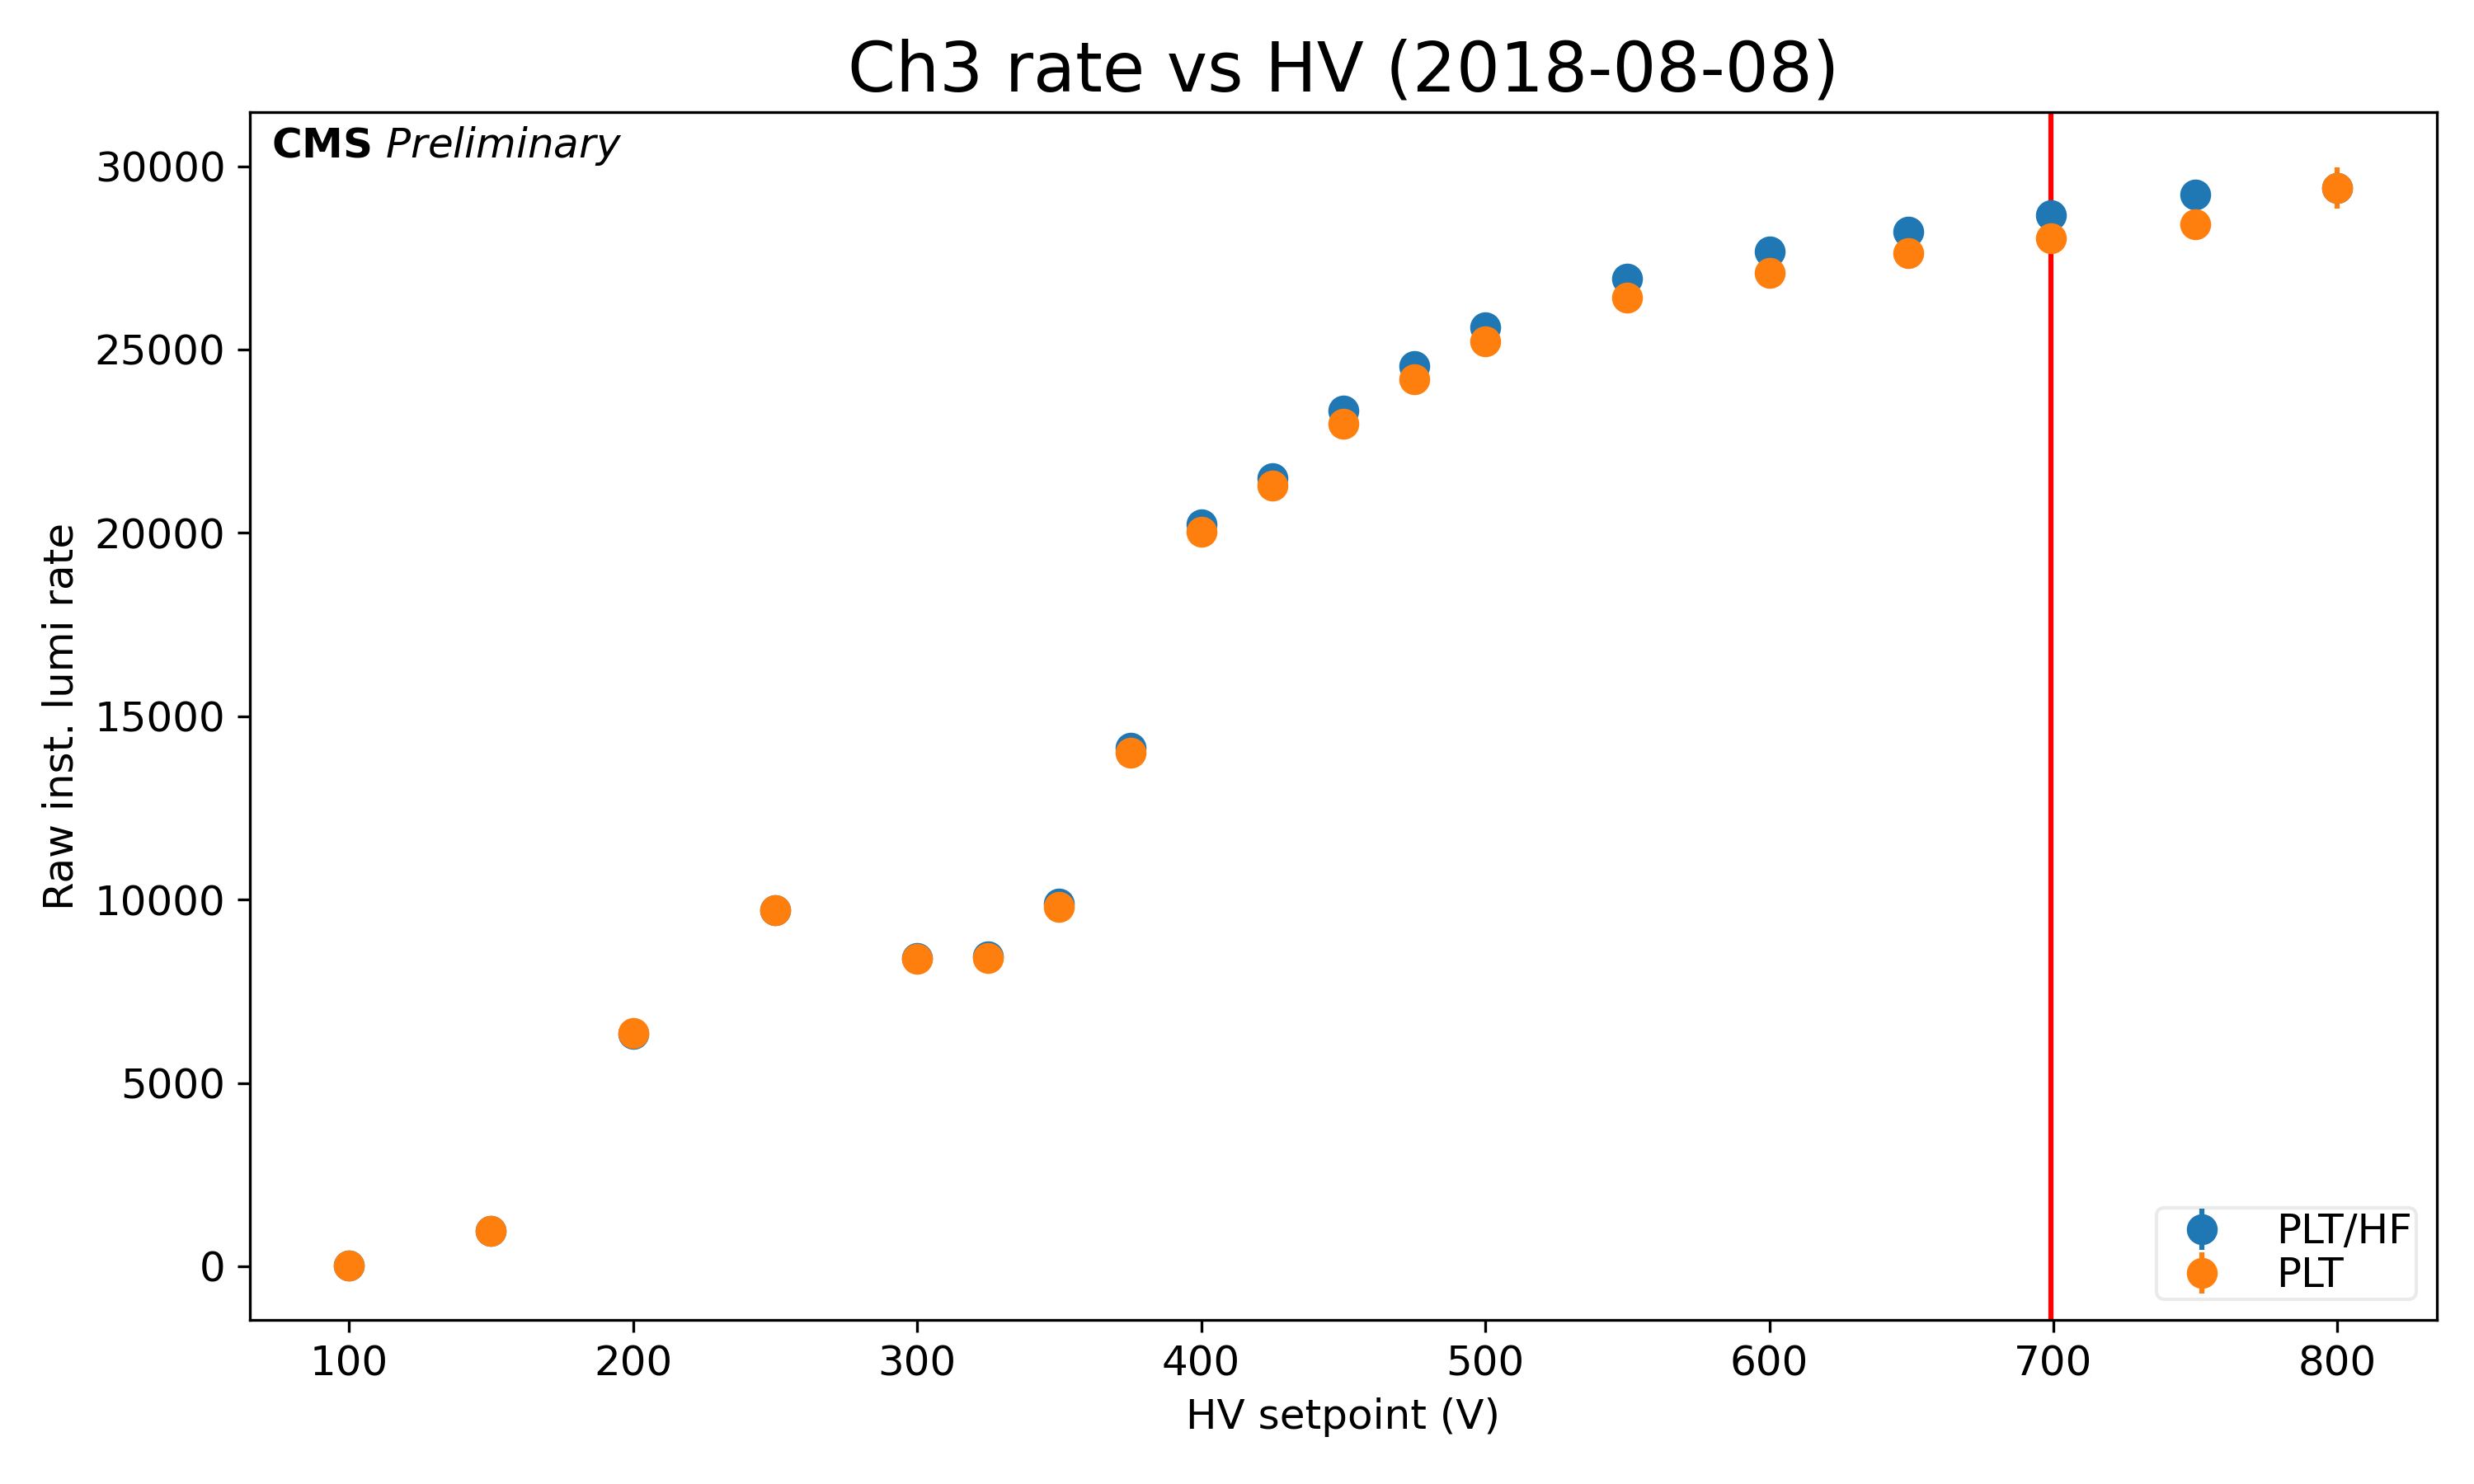 Ch3 rate vs HV (2018-08-08)
CMS Preliminary
30000
25000
20000
15000
10000
5000
0
Raw inst. lumi rate
PLT/HF
PLT
100 200 300 400 500 600 700 800
HV setpoint (V)